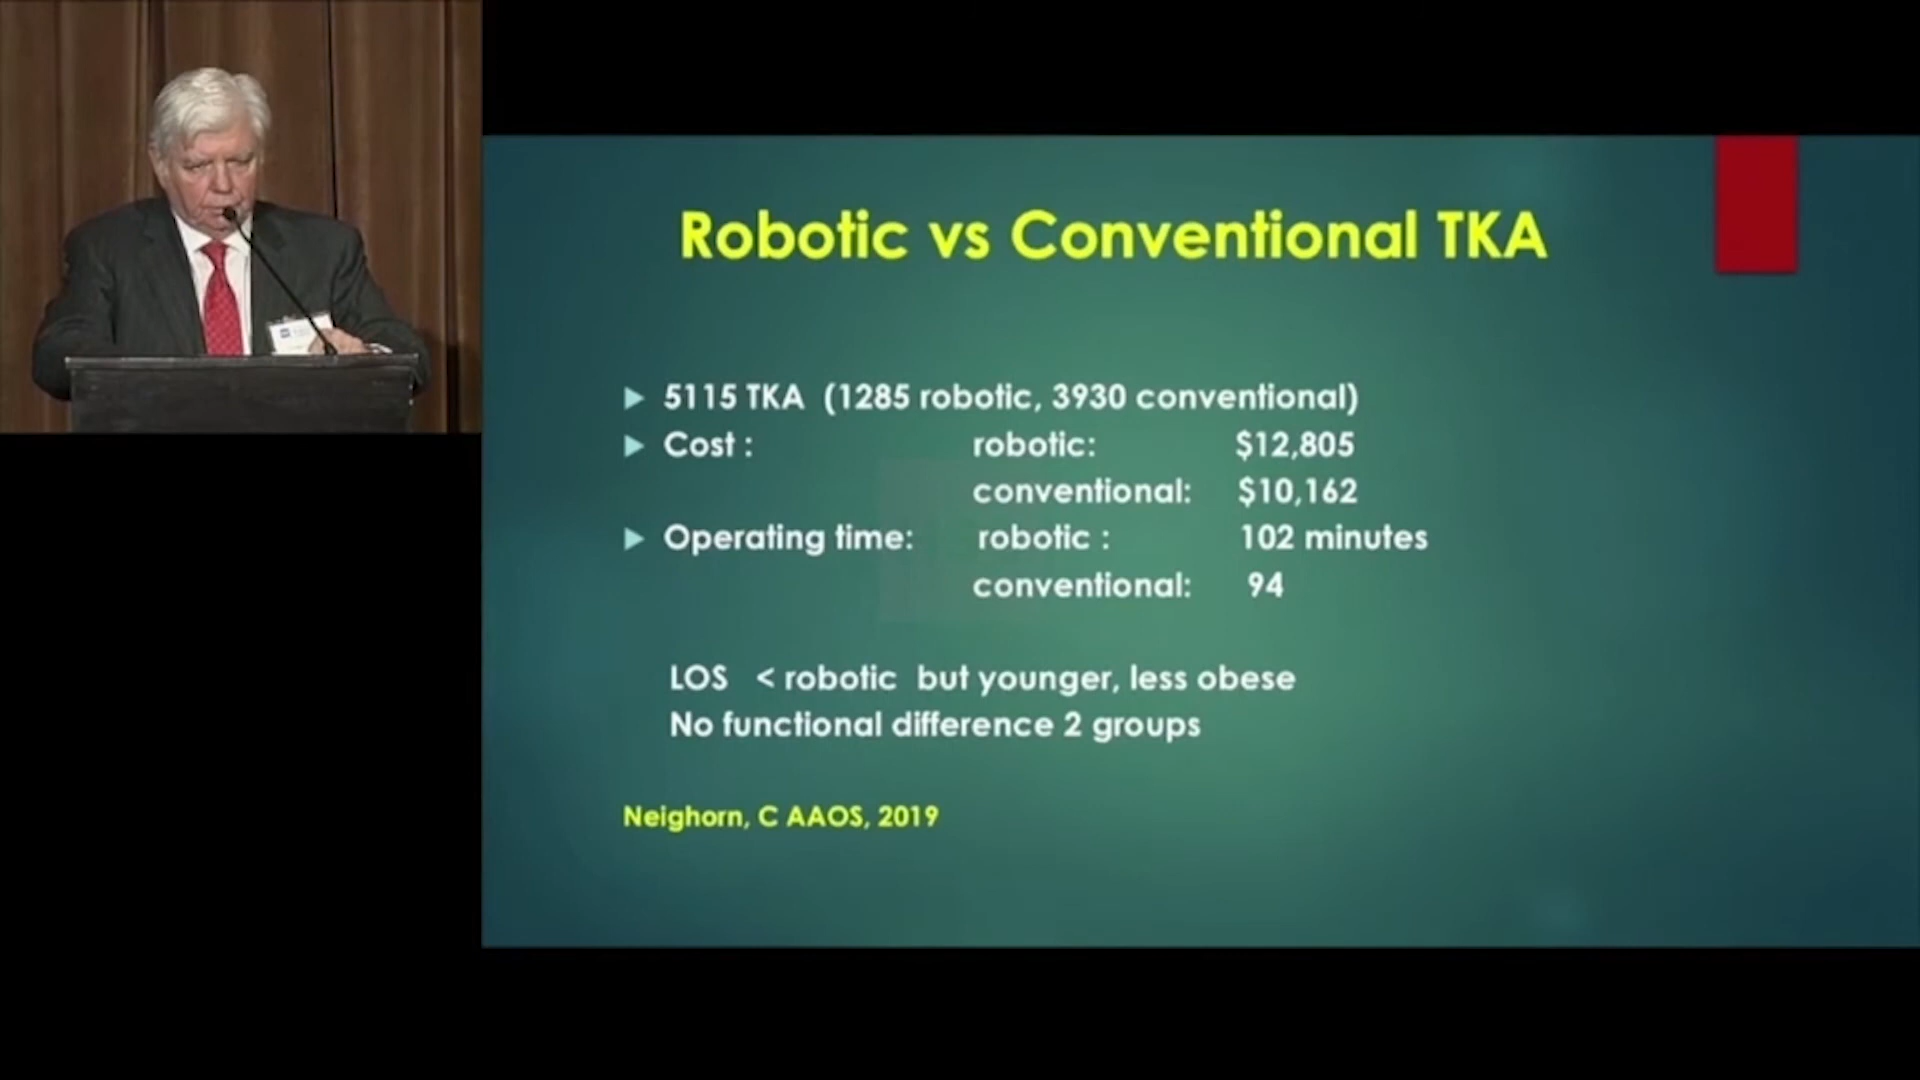 Robotic vs Conventional TKA
5115 TKA (1285 robotic, 3930 conventional)
Cost : robotic: $12,805
conventional: $10,162
Operating time: robotic : 102 minutes
conventional: 94
LOS < robotic but younger, less obese
No functional difference 2 groups
Neighorn, C AAOS, 2019